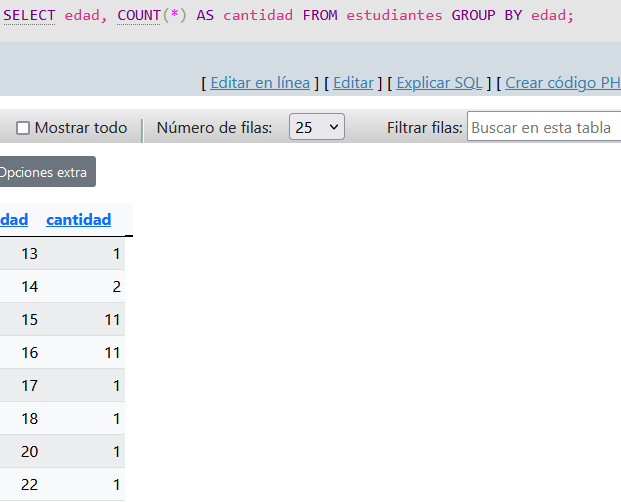 SELECT edad, COUNT(*) AS cantidad FROM estudiantes GROUP BY edad;
[ Editar en línea ] [ Editar ] [ Explicar SQL ] [ Crear código PH
Mostrar todo Número de filas: 25 Filtrar filas: Buscar en esta tabla
Opciones extra
dad cantidad
13 1
14 2
15 11
16 11
17 1
18 1
20 1
22 1